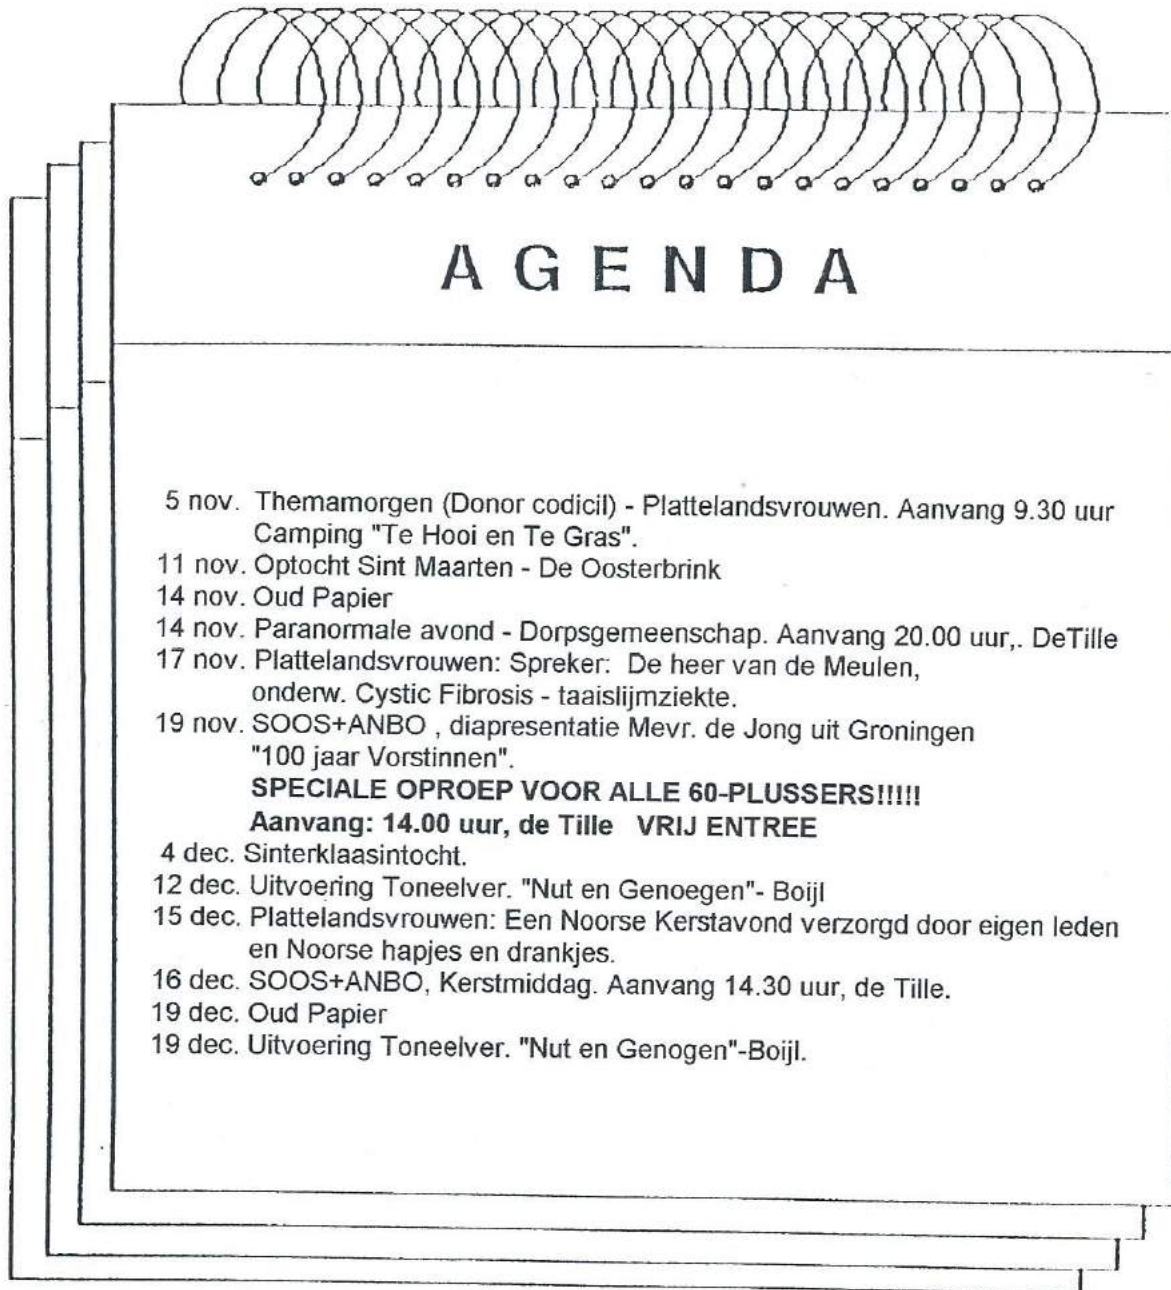 AGENDA
5 nov. Themamorgen (Donor codicil) - Plattelandsvrouwen. Aanvang 9.30 uur
Camping "Te Hooi en Te Gras".
11 nov. Optocht Sint Maarten - De Oosterbrink
14 nov. Oud Papier
14 nov. Paranormale avond - Dorpsgemeenschap. Aanvang 20.00 uur,. DeTille
17 nov. Plattelandsvrouwen: Spreker: De heer van de Meulen,
onderw. Cystic Fibrosis - taaislijmziekte.
19 nov. SOOS+ANBO , diapresentatie Mevr. de Jong uit Groningen
"100 jaar Vorstinnen".
SPECIALE OPROEP VOOR ALLE 60-PLUSSERS!!!!!
Aanvang: 14.00 uur, de Tille VRIJ ENTREE
4 dec. Sinterklaasintocht.
12 dec. Uitvoering Toneelver. "Nut en Genoegen"- Boijl
15 dec. Plattelandsvrouwen: Een Noorse Kerstavond verzorgd door eigen leden
en Noorse hapjes en drankjes.
16 dec. SOOS+ANBO, Kerstmiddag. Aanvang 14.30 uur, de Tille.
19 dec. Oud Papier
19 dec. Uitvoering Toneelver. "Nut en Genogen"-Boijl.